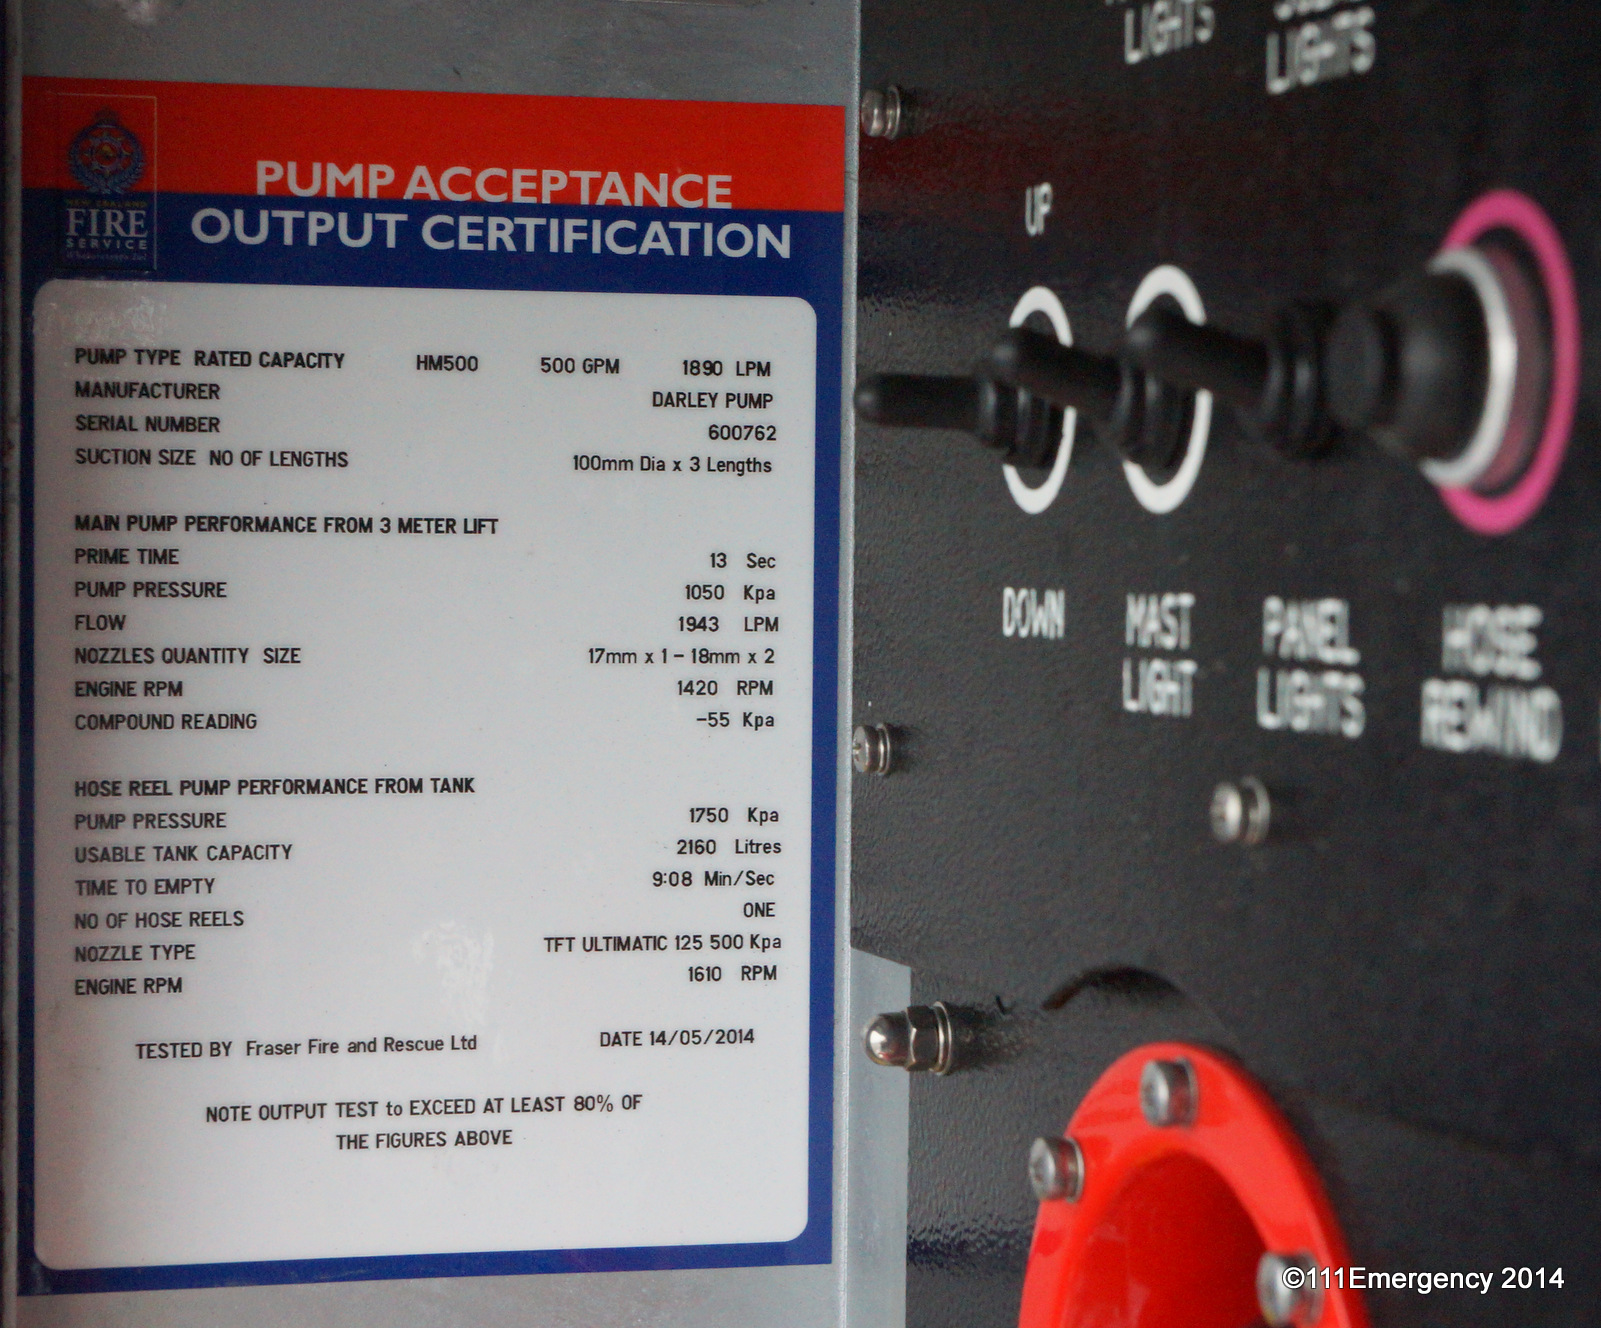 NEW ZEALAND
FIRE
SERVICE
PUMP ACCEPTANCE
OUTPUT CERTIFICATION
PUMP TYPE RATED CAPACITY HM500 500 GPM 1890 LPM
MANUFACTURER DARLEY PUMP
SERIAL NUMBER 600762
SUCTION SIZE NO OF LENGTHS 100mm Dia x 3 Lengths
MAIN PUMP PERFORMANCE FROM 3 METER LIFT
PRIME TIME 13 Sec
PUMP PRESSURE 1050 Kpa
FLOW 1943 LPM
NOZZLES QUANTITY SIZE 17mm x 1 - 18mm x 2
ENGINE RPM 1420 RPM
COMPOUND READING -55 Kpa
HOSE REEL PUMP PERFORMANCE FROM TANK
PUMP PRESSURE 1750 Kpa
USABLE TANK CAPACITY 2160 Litres
TIME TO EMPTY 9:08 Min/Sec
NO OF HOSE REELS ONE
NOZZLE TYPE TFT ULTIMATIC 125 500 Kpa
ENGINE RPM 1610 RPM
TESTED BY Fraser Fire and Rescue Ltd DATE 14/05/2014
NOTE OUTPUT TEST to EXCEED AT LEAST 80% OF
THE FIGURES ABOVE
LIGHTS
LIGHTS
UP
DOWN
MAST
LIGHT
PANEL
LIGHTS
HOSE
REWIND
©111Emergency 2014